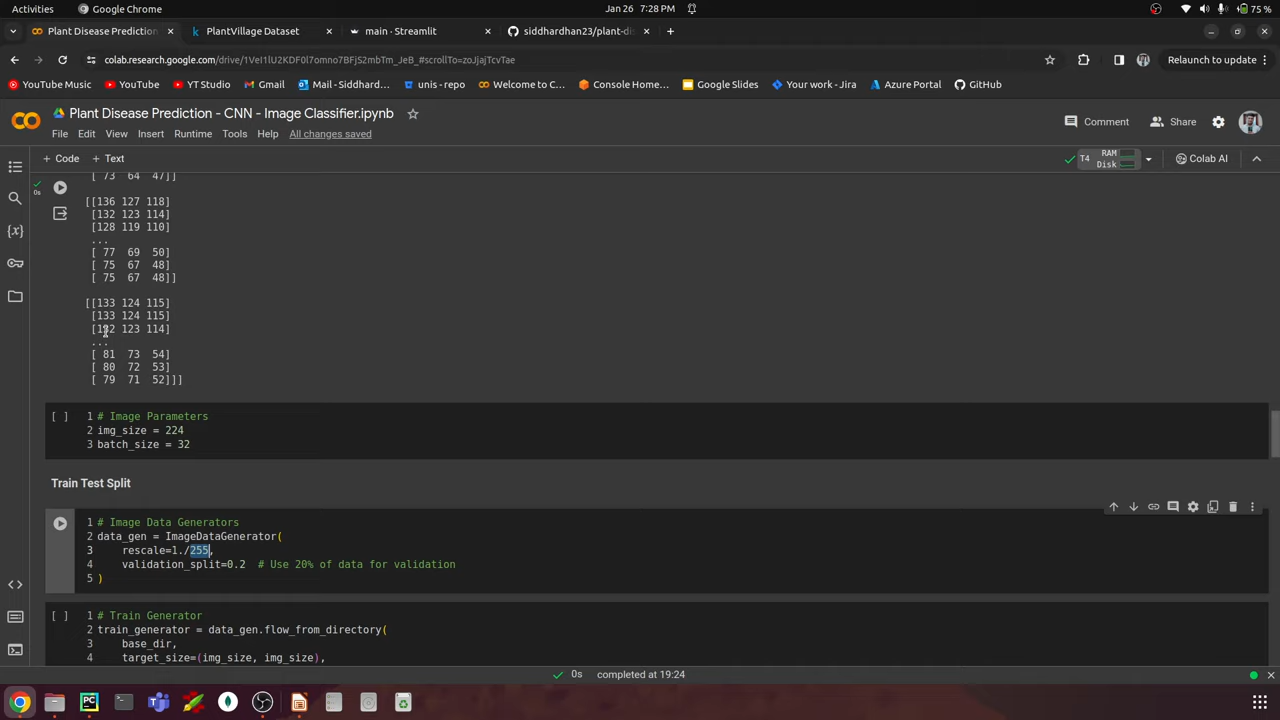 Activities
Google Chrome
Jan 26 7:28 PM
75 %
Plant Disease Prediction
PlantVillage Dataset
main · Streamlit
siddhardhan23/plant-dis
colab.research.google.com/drive/1VeI1lU2KDF0l7omno7BFjS2mbTm_JeB_#scrollTo=zoJjajTcvTae
Relaunch to update
YouTube Music
YouTube
YT Studio
Gmail
Mail - Siddhard...
unis - repo
Welcome to C...
Console Home...
Google Slides
Your work - Jira
Azure Portal
GitHub
Plant Disease Prediction - CNN - Image Classifier.ipynb
File Edit View Insert Runtime Tools Help All changes saved
Comment
Share
+ Code + Text
T4 RAM Disk
Colab AI
0s
[ 73 64 47]]
[[136 127 118]
[132 123 114]
[128 119 110]
...
[ 77 69 50]
[ 75 67 48]
[ 75 67 48]]
[[133 124 115]
[133 124 115]
[132 123 114]
...
[ 81 73 54]
[ 80 72 53]
[ 79 71 52]]]
[ ] 1 # Image Parameters
2 img_size = 224
3 batch_size = 32
Train Test Split
1 # Image Data Generators
2 data_gen = ImageDataGenerator(
3 rescale=1./255,
4 validation_split=0.2 # Use 20% of data for validation
5 )
[ ] 1 # Train Generator
2 train_generator = data_gen.flow_from_directory(
3 base_dir,
4 target_size=(img_size, img_size),
0s completed at 19:24